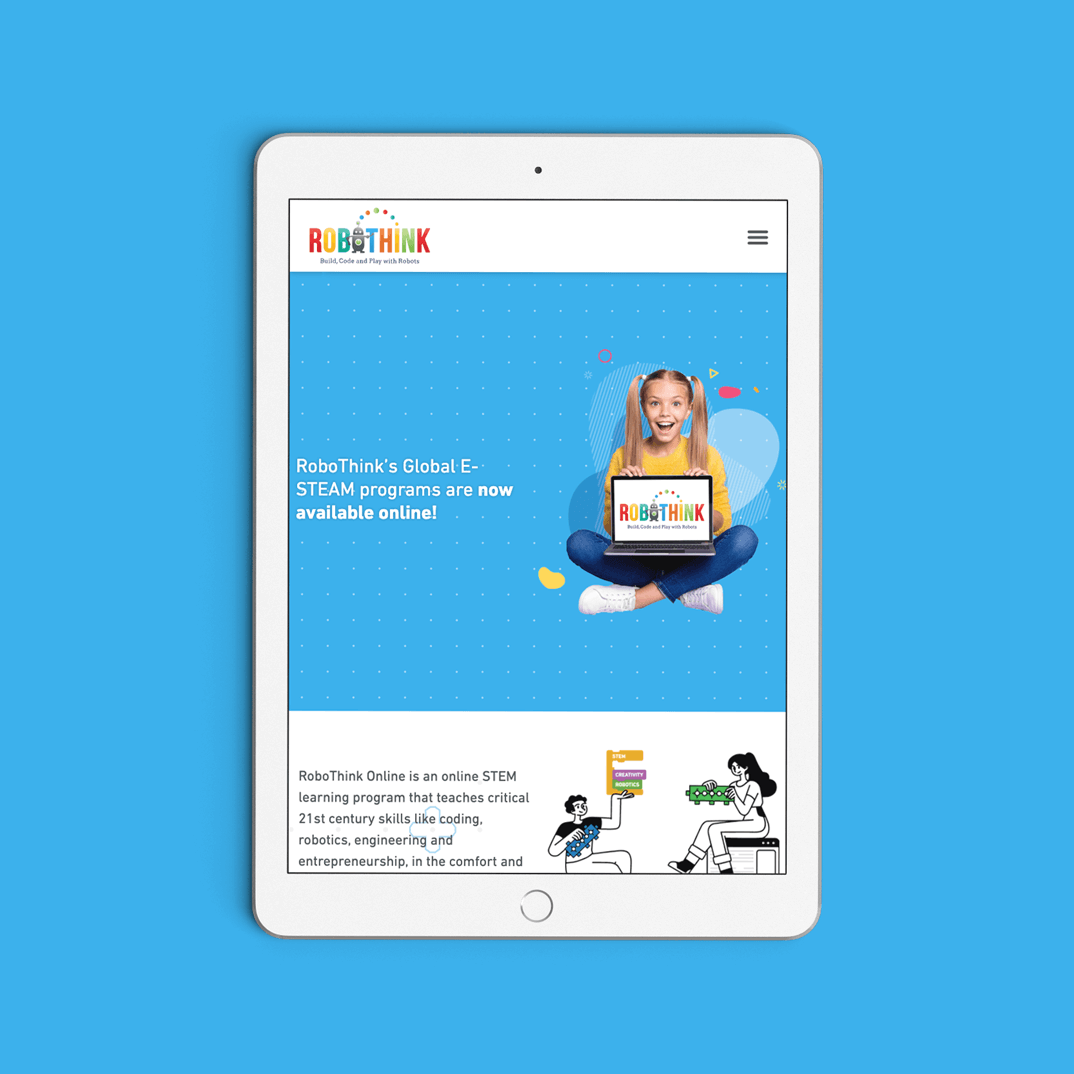 ROBOTHINK
Build, Code and Play with Robots
RoboThink's Global E-
STEAM programs are now
available online!
ROBOTHINK
Build, Code and Play with Robots
RoboThink Online is an online STEM
learning program that teaches critical
21st century skills like coding,
robotics, engineering and
entrepreneurship, in the comfort and
STEM
CREATIVITY
ROBOTICS